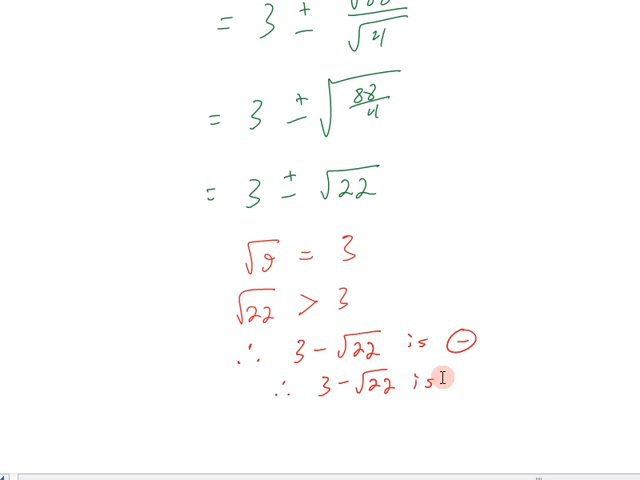 = 3 ± √88/√4
= 3 ± √88/4
= 3 ± √22
√9 = 3
√22 > 3
∴ 3 - √22 is ⊖
∴ 3 - √22 is